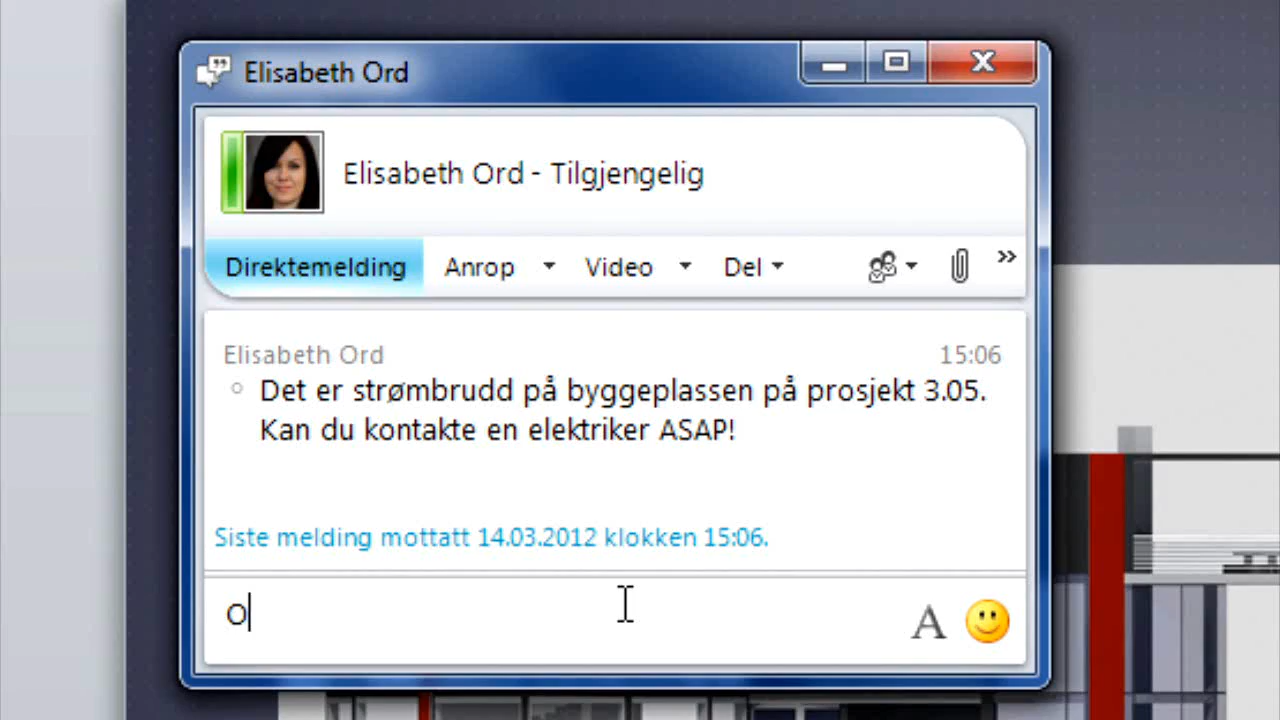 Elisabeth Ord
Elisabeth Ord - Tilgjengelig
Direktemelding Anrop Video Del »
Elisabeth Ord 15:06
Det er strømbrudd på byggeplassen på prosjekt 3.05.
Kan du kontakte en elektriker ASAP!
Siste melding mottatt 14.03.2012 klokken 15:06.
O
A